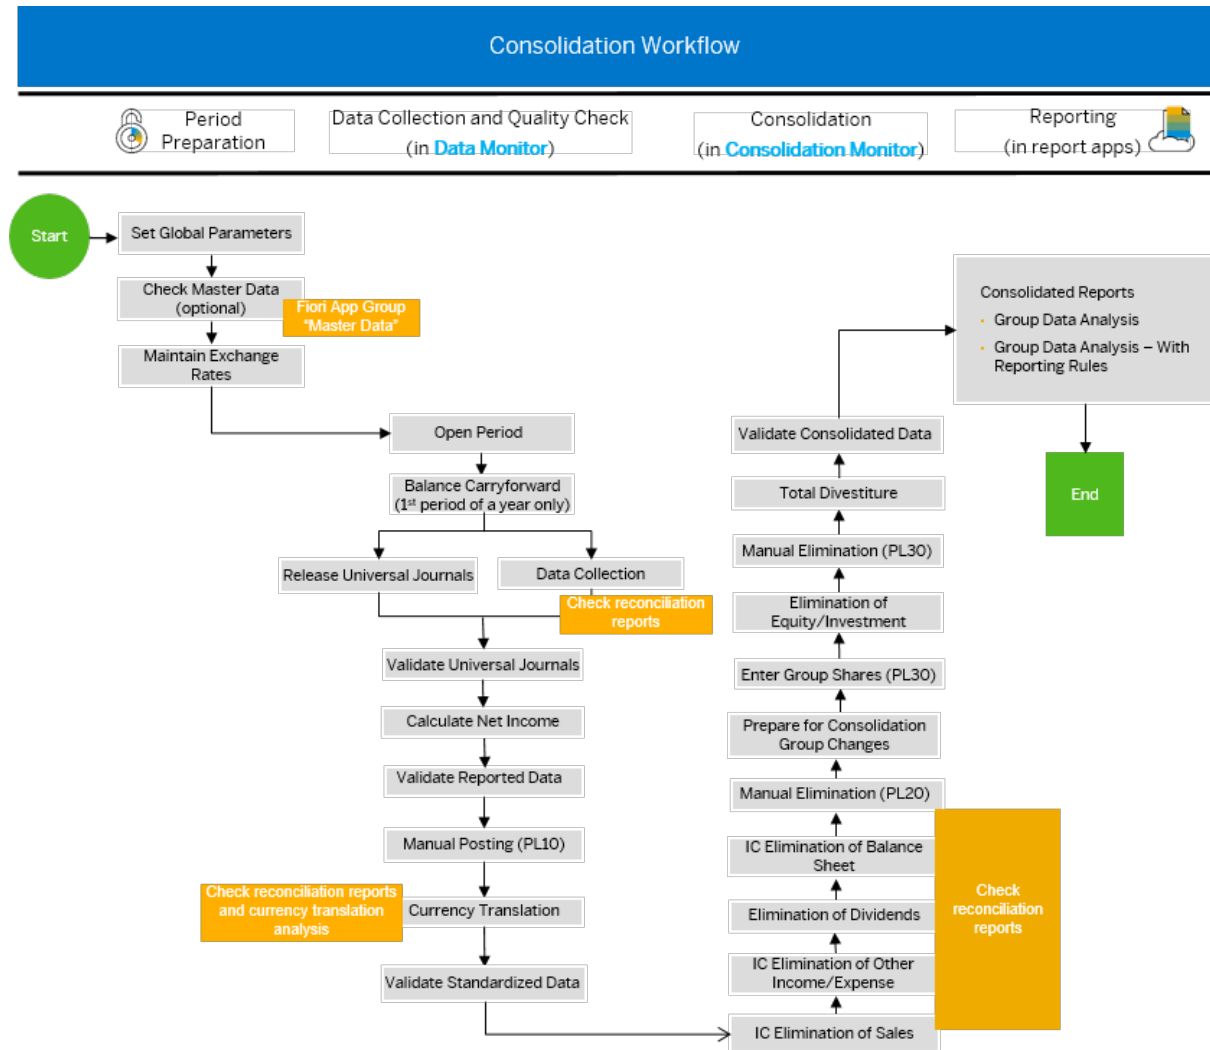 Consolidation Workflow
Period
Preparation
Data Collection and Quality Check
(in Data Monitor)
Consolidation
(in Consolidation Monitor)
Reporting
(in report apps)
Start
Set Global Parameters
Check Master Data
(optional)
Fiori App Group
“Master Data”
Maintain Exchange
Rates
Open Period
Balance Carryforward
(1st period of a year only)
Release Universal Journals
Data Collection
Check reconciliation
reports
Validate Universal Journals
Calculate Net Income
Validate Reported Data
Manual Posting (PL10)
Check reconciliation reports
and currency translation
analysis
Currency Translation
Validate Standardized Data
Consolidated Reports
· Group Data Analysis
· Group Data Analysis – With
Reporting Rules
Validate Consolidated Data
Total Divestiture
End
Manual Elimination (PL30)
Elimination of
Equity/Investment
Enter Group Shares (PL30)
Prepare for Consolidation
Group Changes
Manual Elimination (PL20)
IC Elimination of Balance
Sheet
Check
reconciliation
reports
Elimination of Dividends
IC Elimination of Other
Income/Expense
IC Elimination of Sales